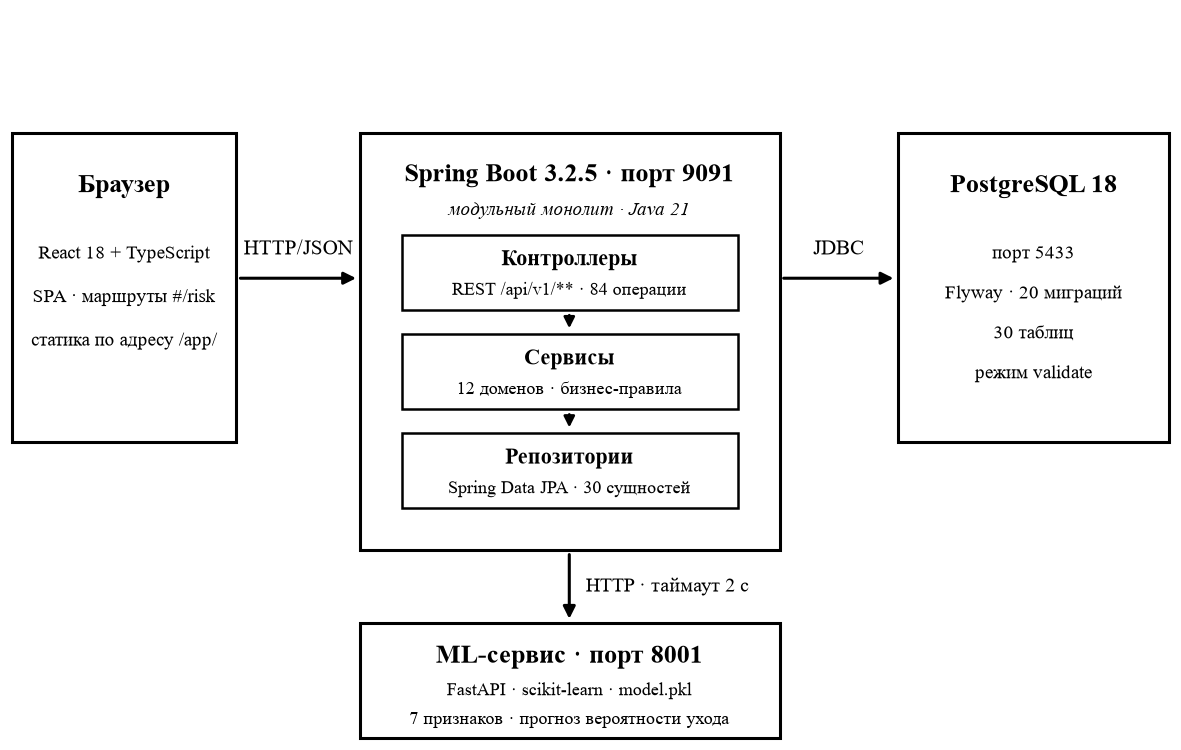 Браузер
React 18 + TypeScript
SPA · маршруты #/risk
статика по адресу /app/
HTTP/JSON
Spring Boot 3.2.5 · порт 9091
модульный монолит · Java 21
Контроллеры
REST /api/v1/** · 84 операции
Сервисы
12 доменов · бизнес-правила
Репозитории
Spring Data JPA · 30 сущностей
JDBC
PostgreSQL 18
порт 5433
Flyway · 20 миграций
30 таблиц
режим validate
HTTP · таймаут 2 с
ML-сервис · порт 8001
FastAPI · scikit-learn · model.pkl
7 признаков · прогноз вероятности ухода